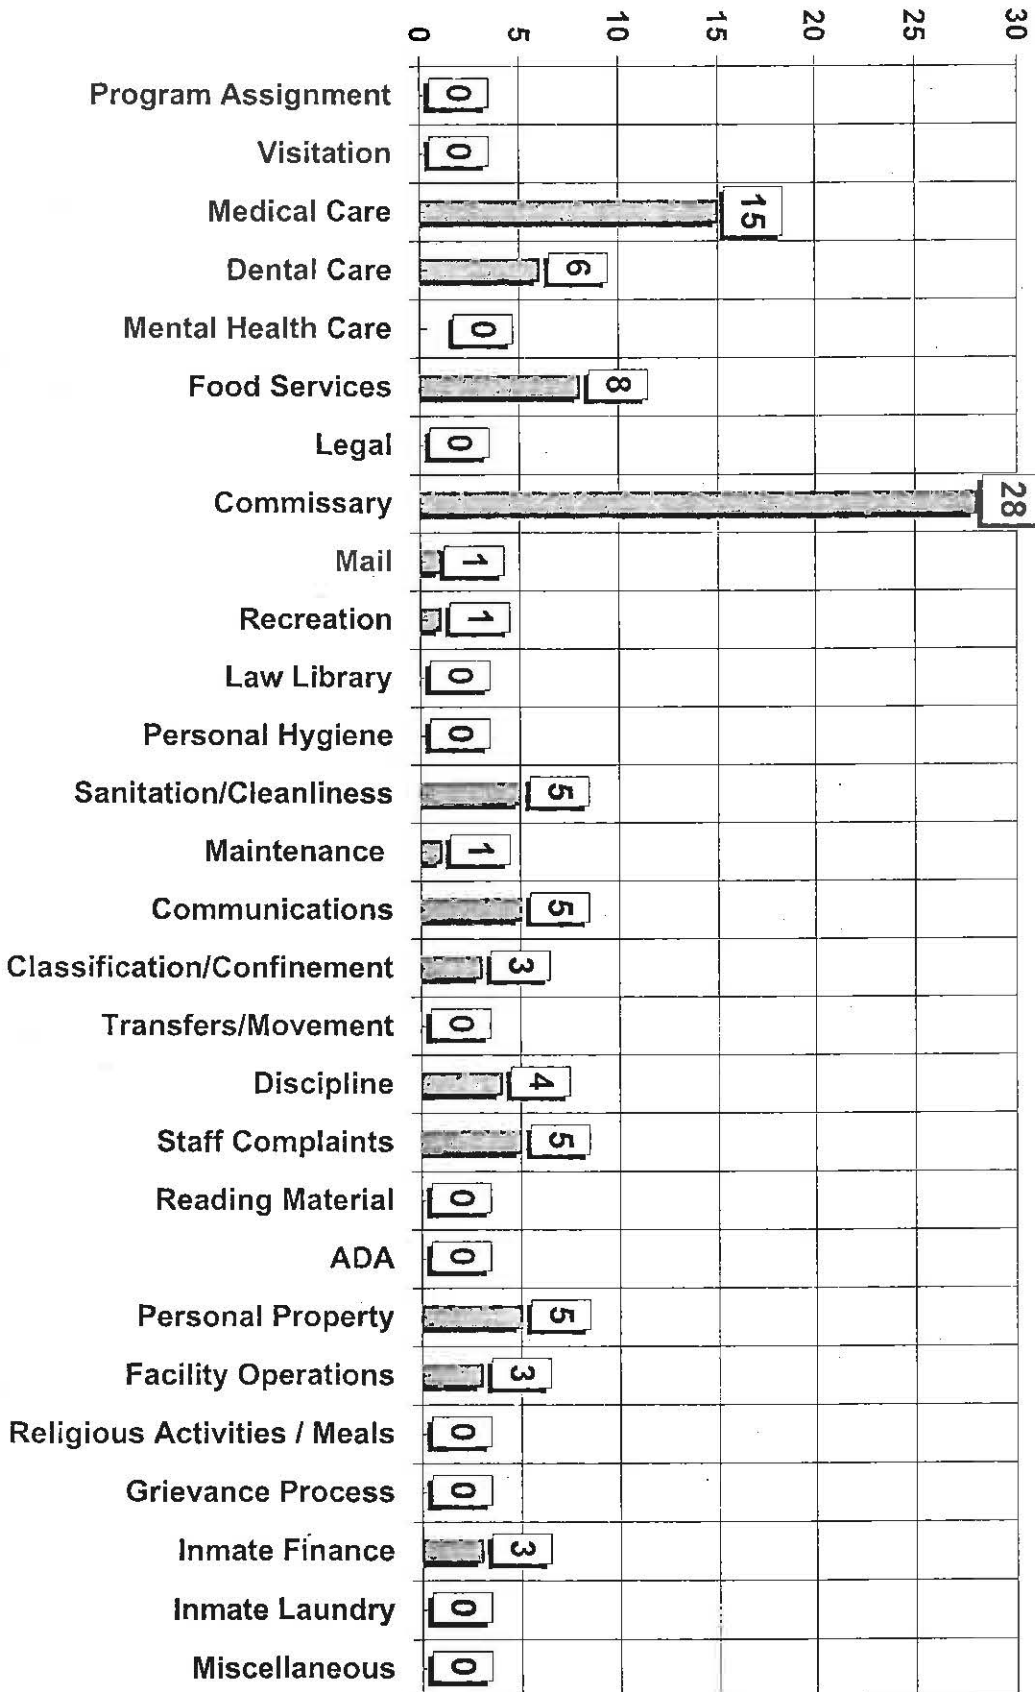 0 5 10 15 20 25 30
Program Assignment 0
Visitation 0
Medical Care 15
Dental Care 6
Mental Health Care 0
Food Services 8
Legal 0
Commissary 28
Mail 1
Recreation 1
Law Library 0
Personal Hygiene 0
Sanitation/Cleanliness 5
Maintenance 1
Communications 5
Classification/Confinement 3
Transfers/Movement 0
Discipline 4
Staff Complaints 5
Reading Material 0
ADA 0
Personal Property 5
Facility Operations 3
Religious Activities / Meals 0
Grievance Process 0
Inmate Finance 3
Inmate Laundry 0
Miscellaneous 0